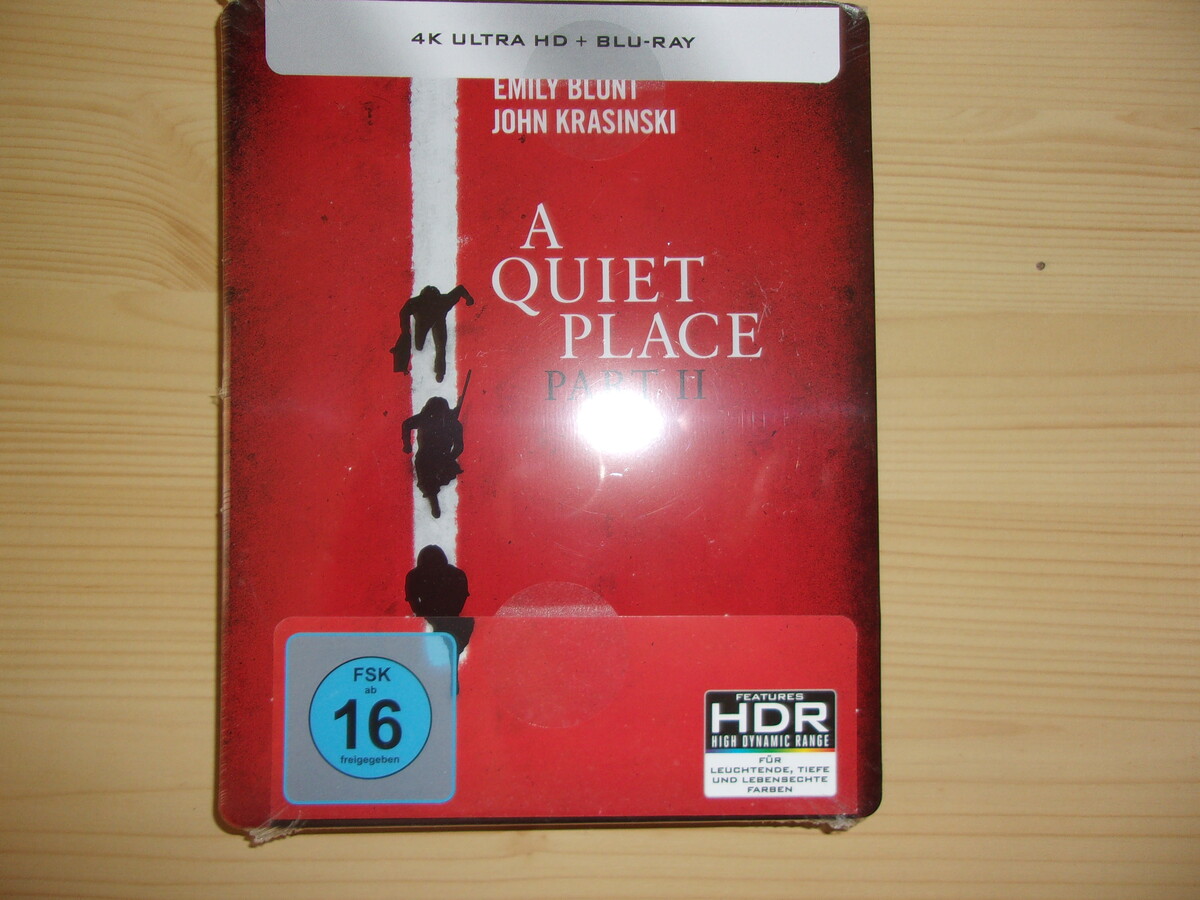 4K ULTRA HD + BLU-RAY
EMILY BLUNT
JOHN KRASINSKI
A
QUIET
PLACE
PART II
FSK
ab
16
freigegeben
FEATURES
HDR
HIGH DYNAMIC RANGE
FÜR
LEUCHTENDE, TIEFE
UND LEBENSECHTE
FARBEN